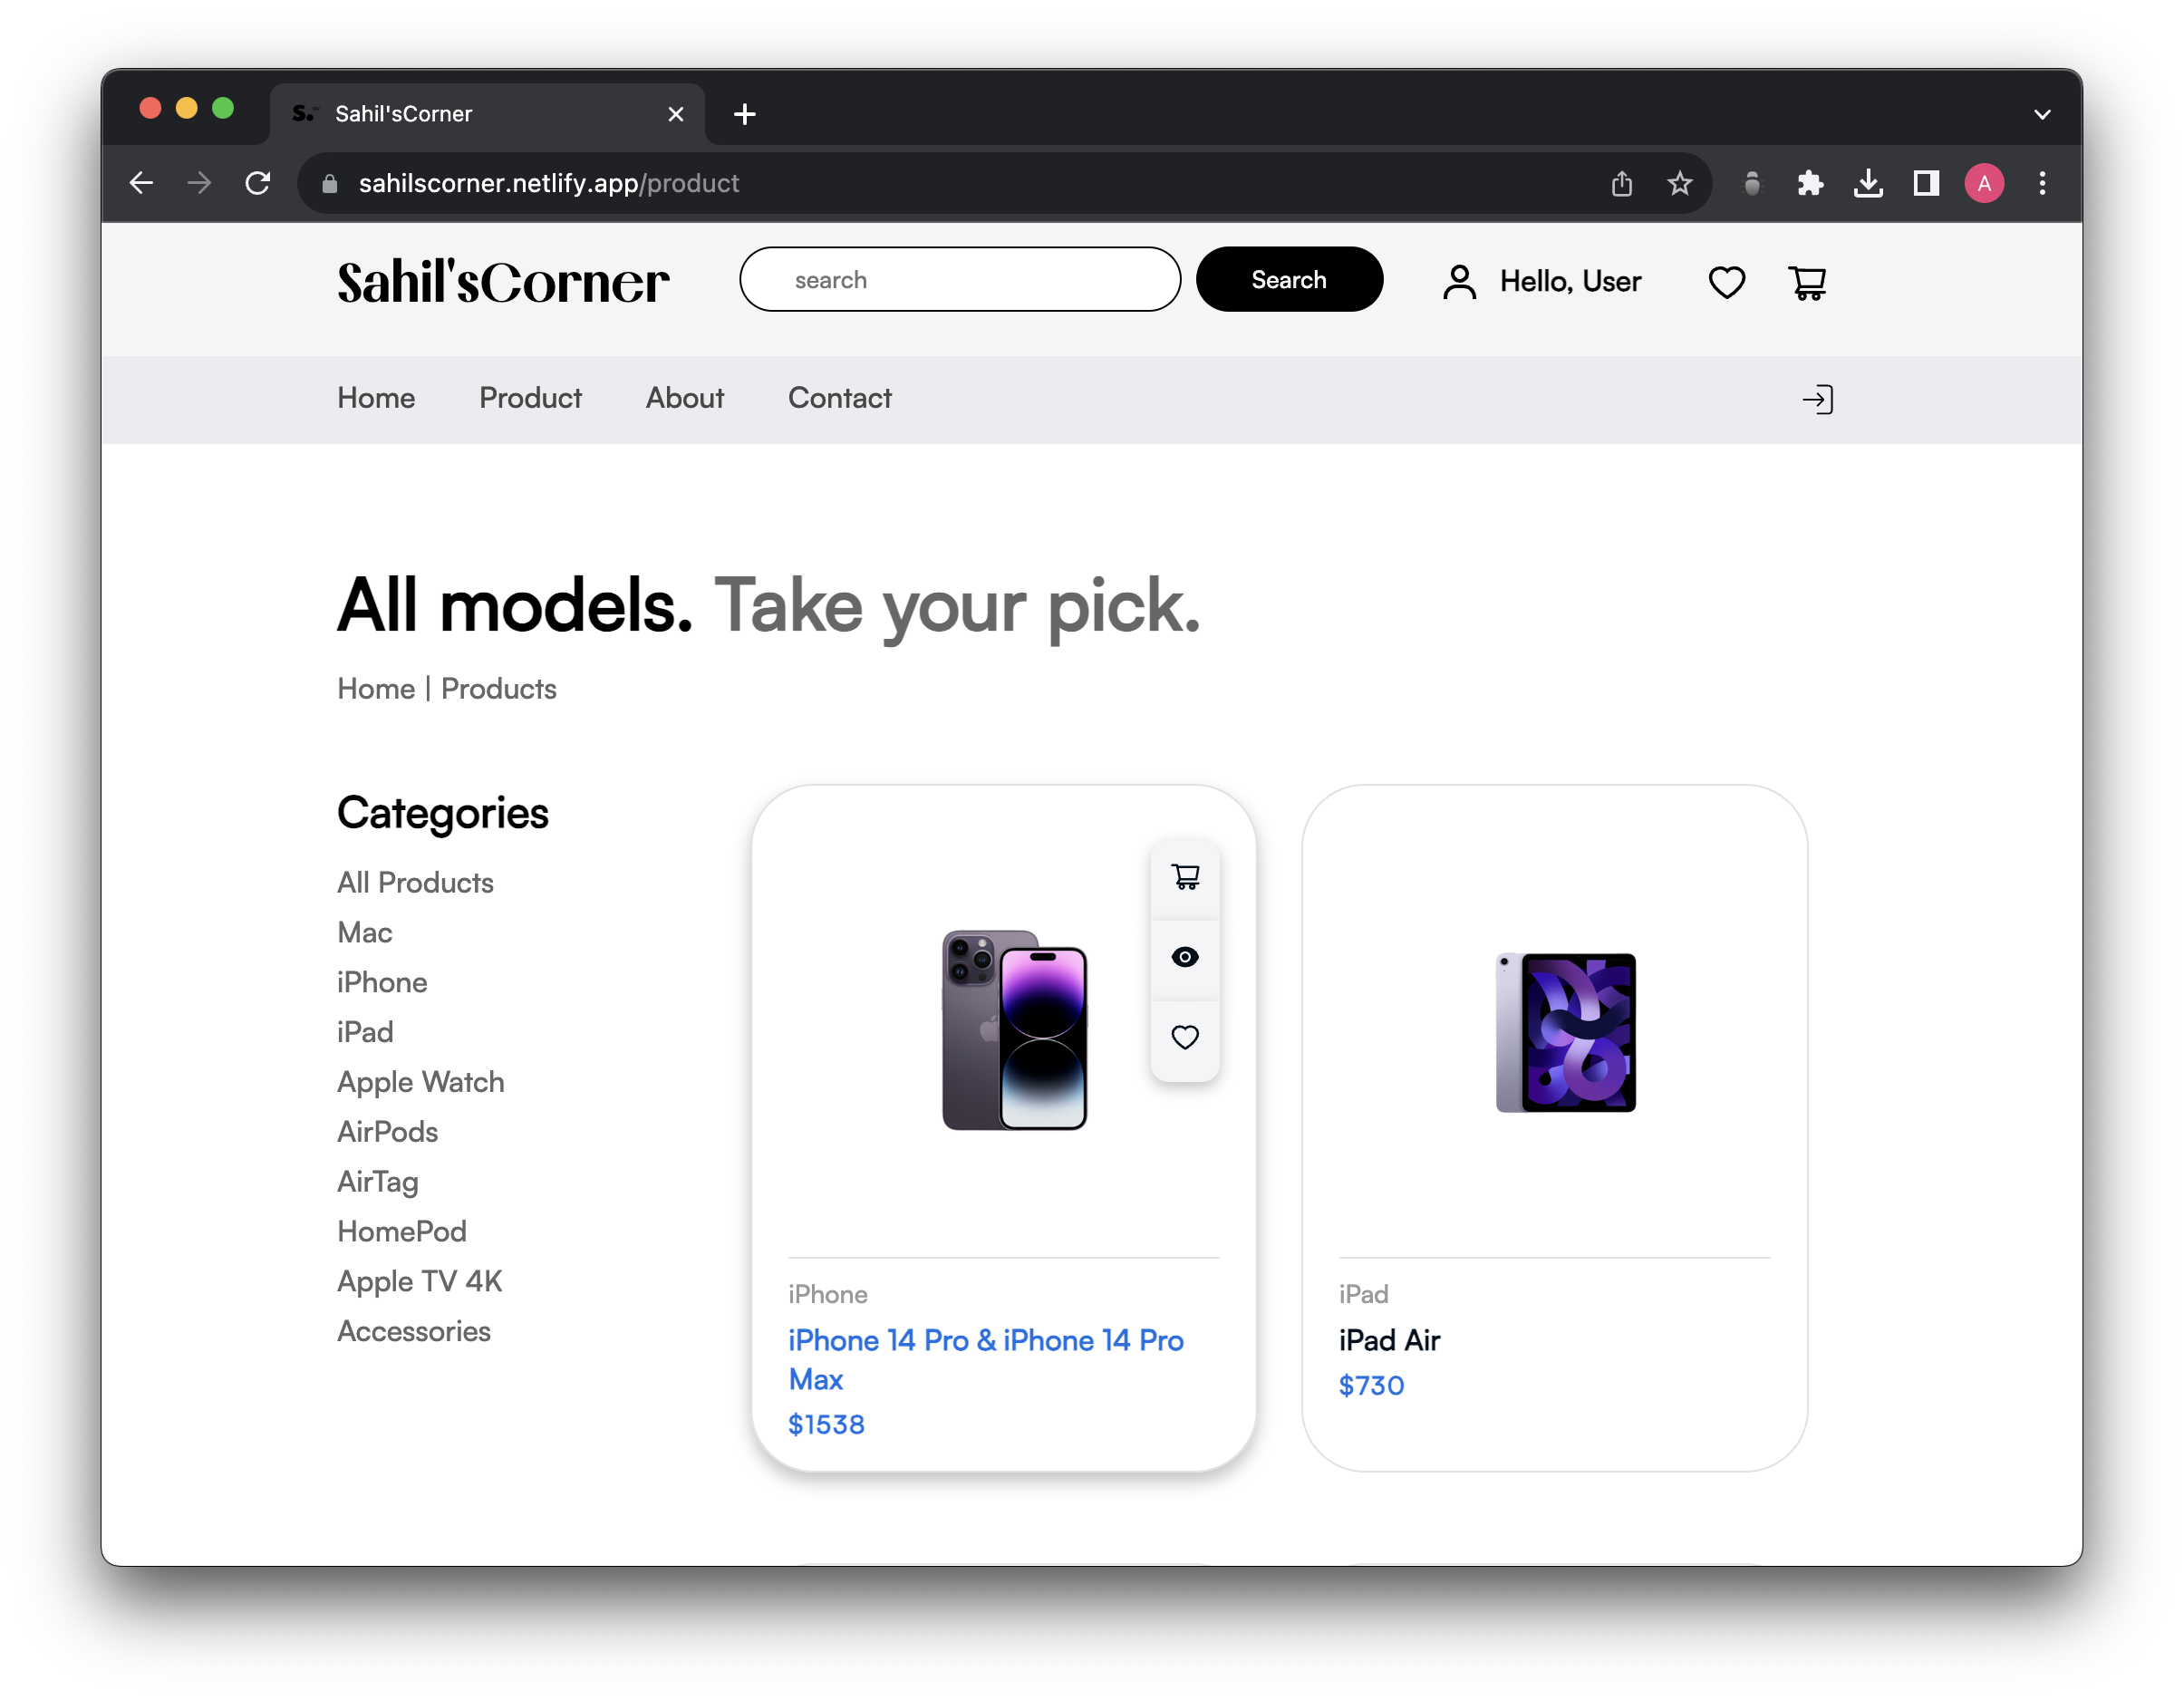 Sahil'sCorner
sahilscorner.netlify.app/product
A
Sahil'sCorner
search
Search
Hello, User
Home
Product
About
Contact
All models. Take your pick.
Home | Products
Categories
All Products
Mac
iPhone
iPad
Apple Watch
AirPods
AirTag
HomePod
Apple TV 4K
Accessories
iPhone
iPhone 14 Pro & iPhone 14 Pro
Max
$1538
iPad
iPad Air
$730